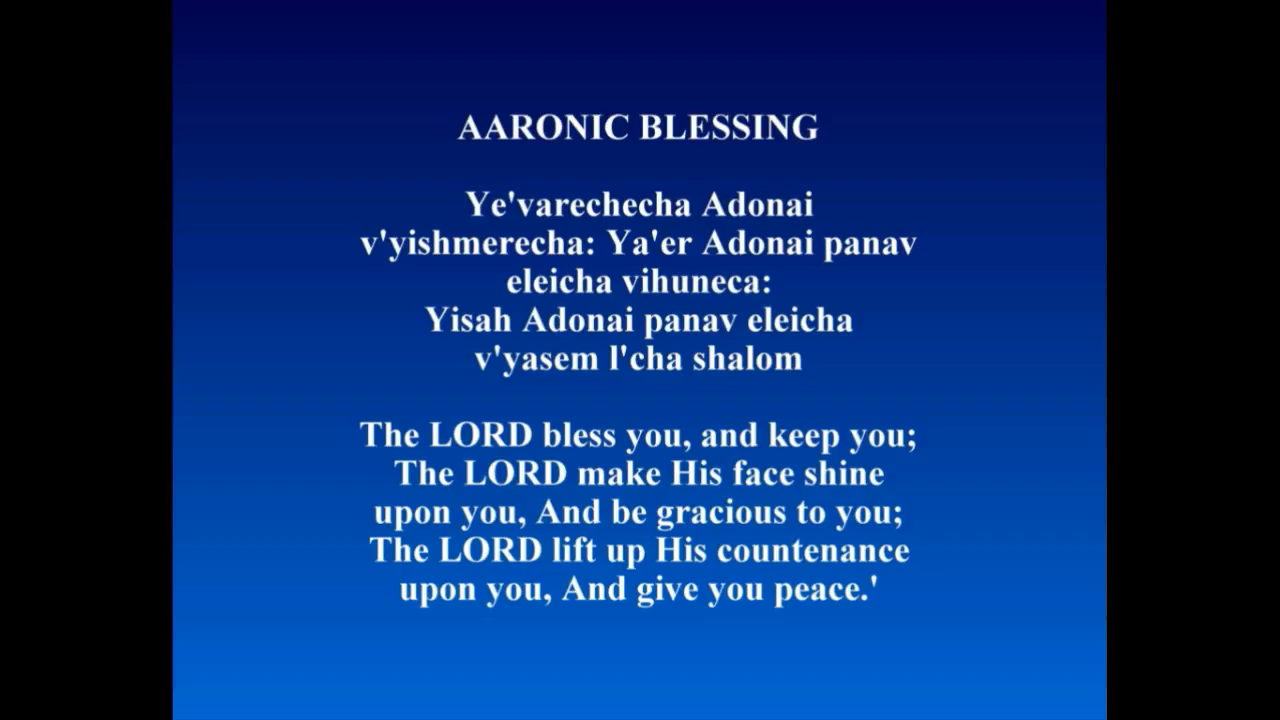 AARONIC BLESSING
Ye'varechecha Adonai
v'yishmerecha: Ya'er Adonai panav
eleicha vihuneca:
Yisah Adonai panav eleicha
v'yasem l'cha shalom
The LORD bless you, and keep you;
The LORD make His face shine
upon you, And be gracious to you;
The LORD lift up His countenance
upon you, And give you peace.'